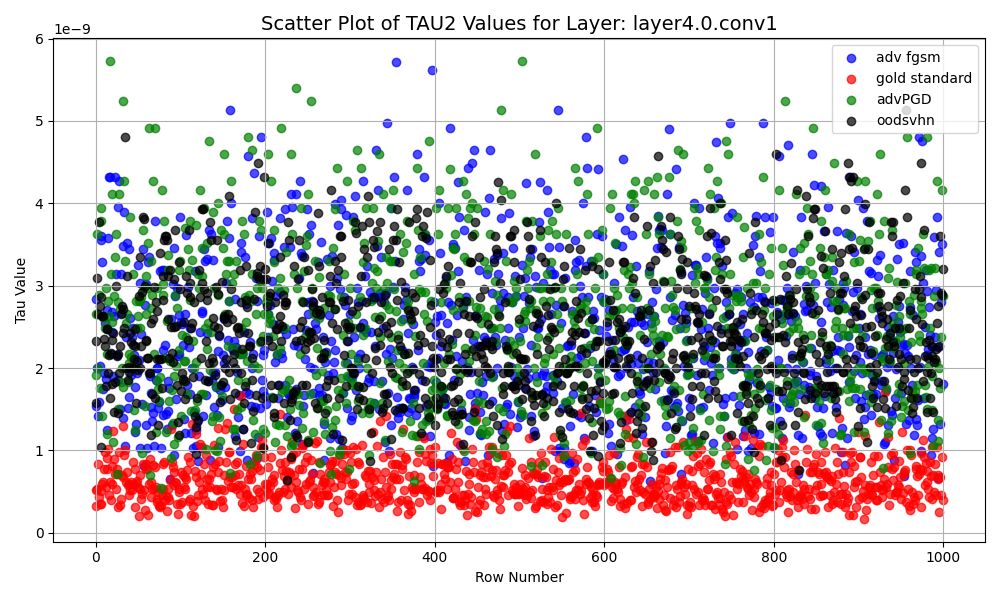 Scatter Plot of TAU2 Values for Layer: layer4.0.conv1
1e−9
adv fgsm
gold standard
advPGD
oodsvhn
6
5
4
3
2
1
0
Tau Value
0 200 400 600 800 1000
Row Number